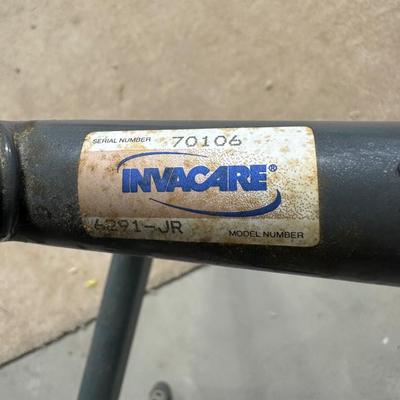 SERIAL NUMBER 70106
INVACARE®
6291-JR
MODEL NUMBER